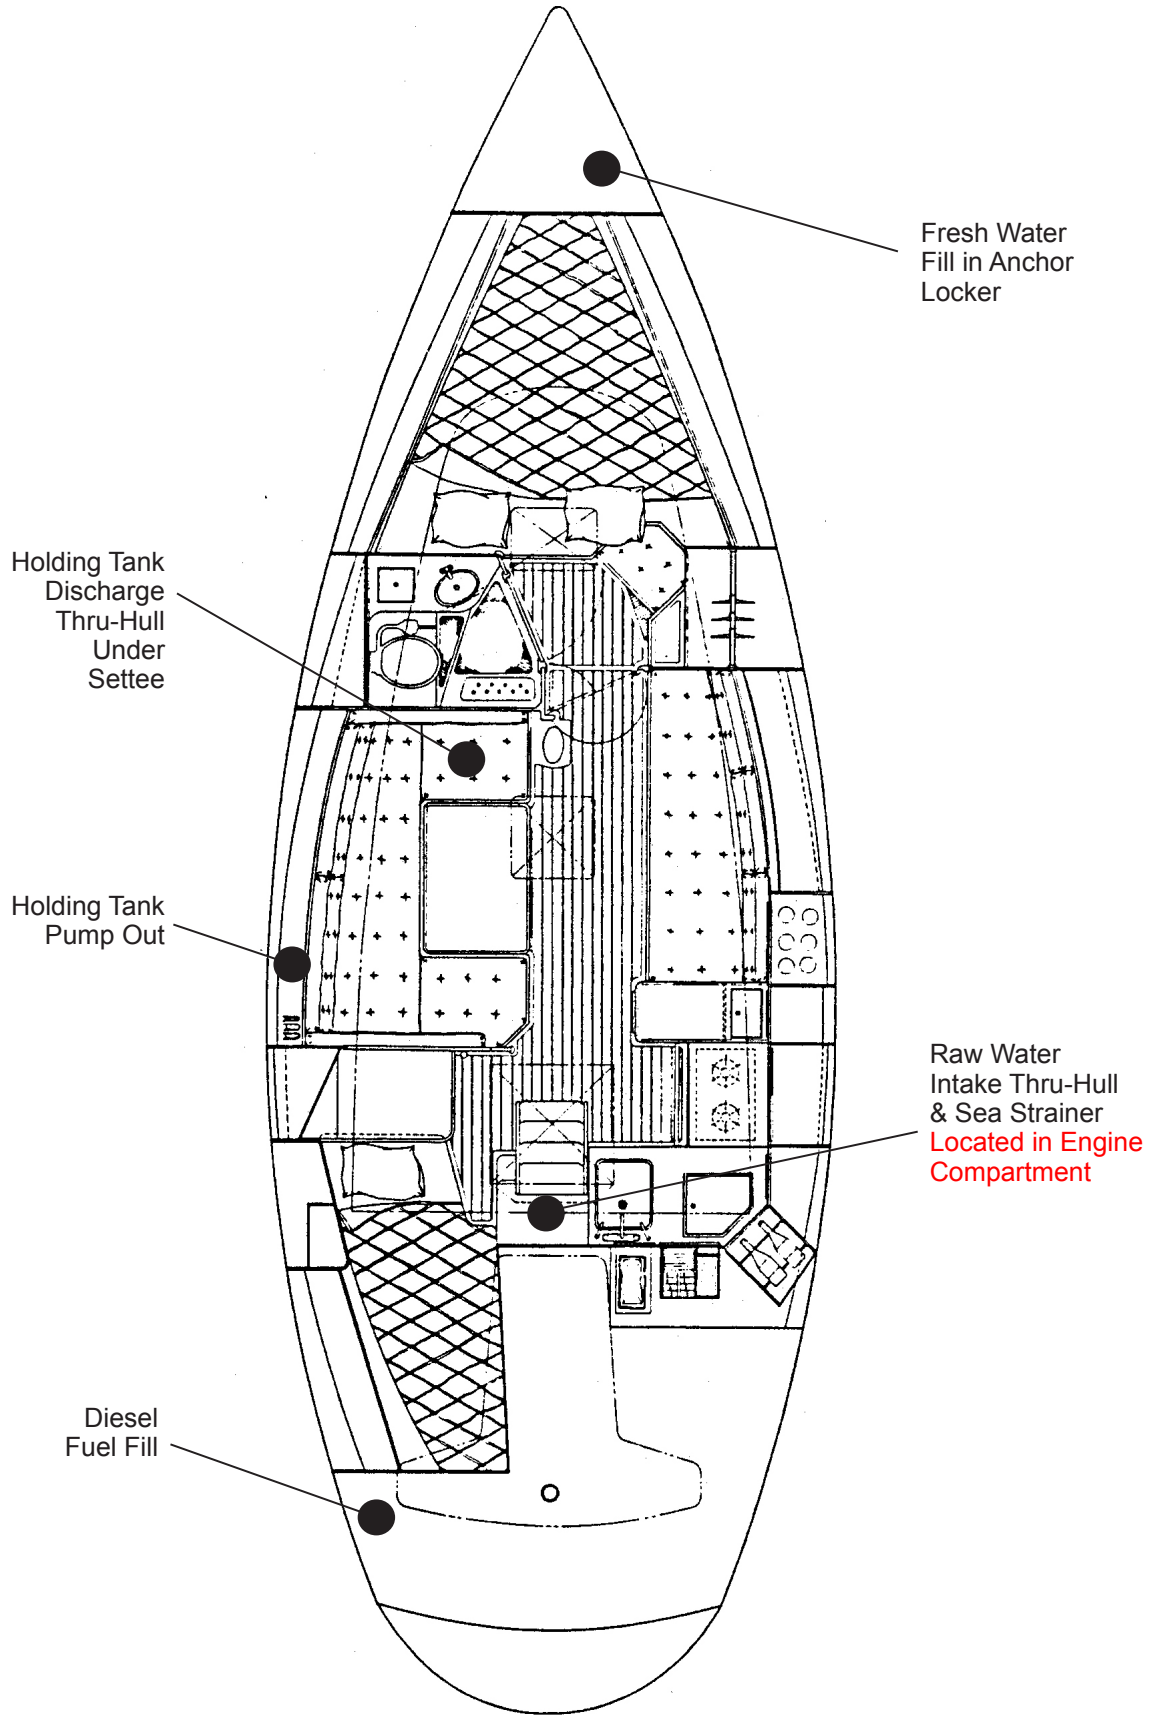 Fresh Water
Fill in Anchor
Locker
Holding Tank
Discharge
Thru-Hull
Under
Settee
Holding Tank
Pump Out
Raw Water
Intake Thru-Hull
& Sea Strainer
Located in Engine
Compartment
Diesel
Fuel Fill